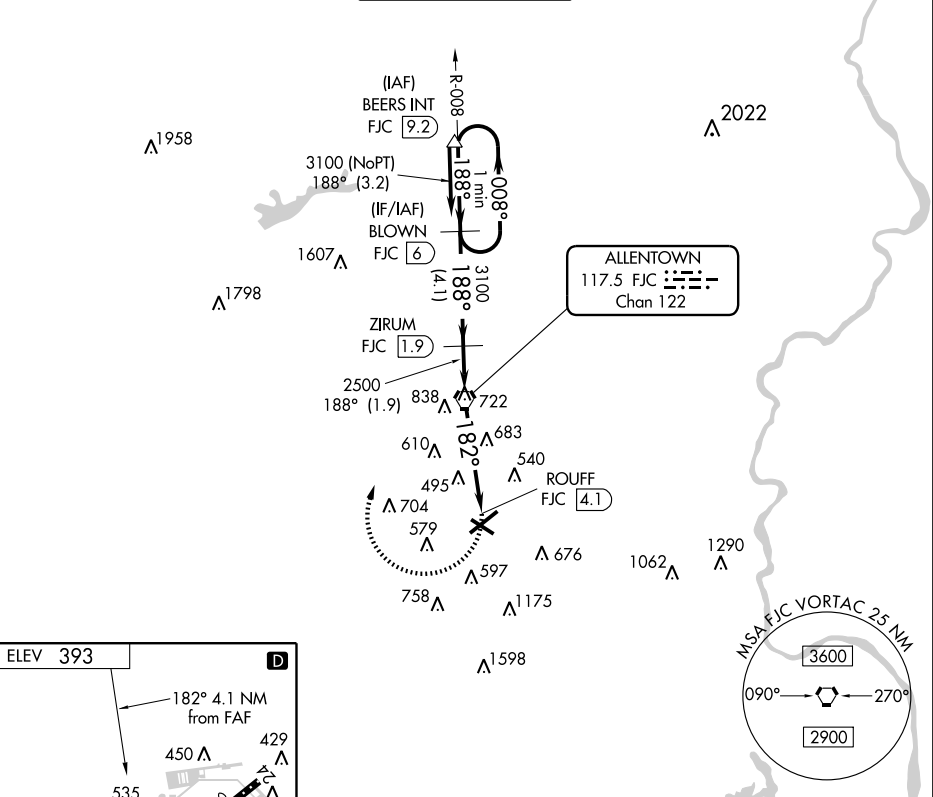 R-008
(IAF)
BEERS INT
FJC 9.2
2022
1958
3100 (NoPT)
188° (3.2)
188°
1 min
008°
(IF/IAF)
BLOWN
FJC 6
1607
1798
3100
188°
(4.1)
ALLENTOWN
117.5 FJC
Chan 122
ZIRUM
FJC 1.9
2500
188° (1.9)
838
722
182°
683
610
540
495
ROUFF
FJC 4.1
704
579
676
1062
1290
597
758
1175
1598
MSA FJC VORTAC 25 NM
3600
090°
270°
2900
ELEV 393
D
182° 4.1 NM
from FAF
450
429
24
535